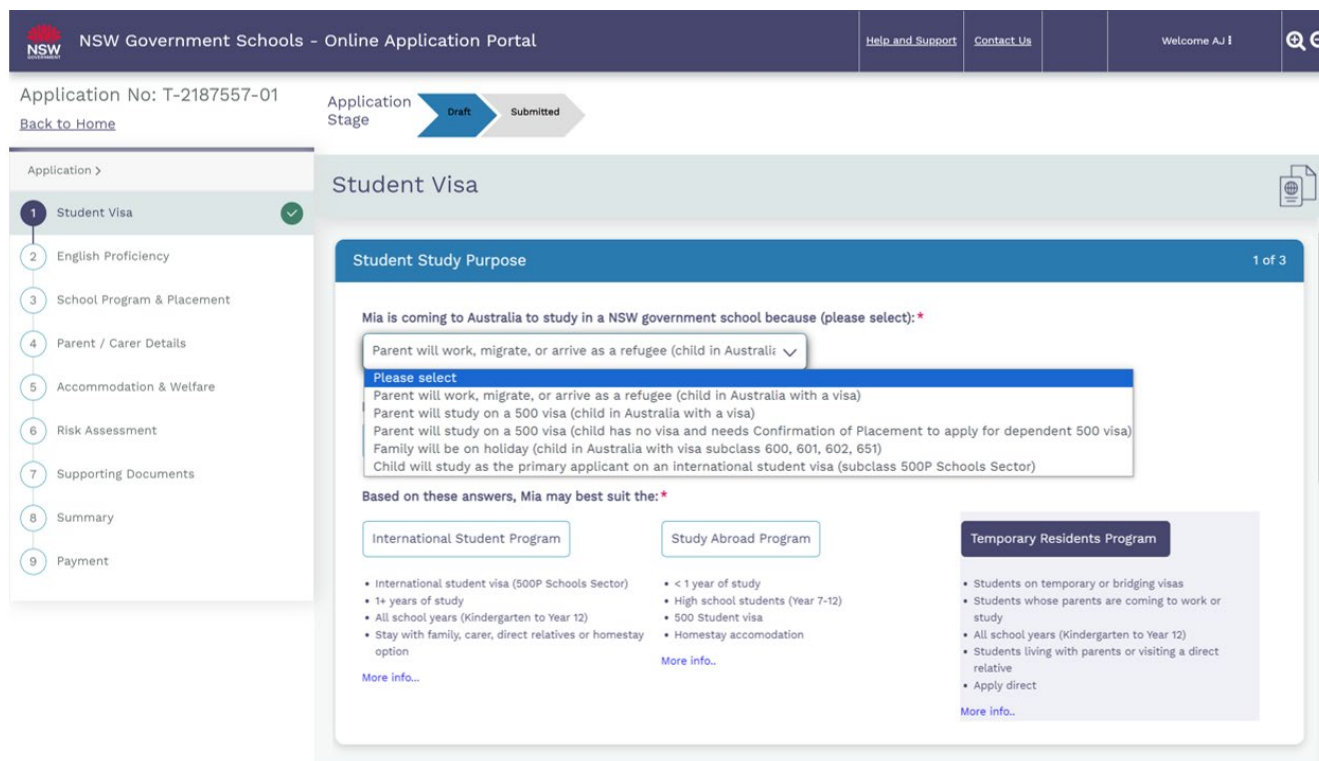 NSW
GOVERNMENT
NSW Government Schools - Online Application Portal
Help and Support
Contact Us
Welcome AJ
Application No: T-2187557-01
Back to Home
Application
Stage
Draft
Submitted
Application >
1 Student Visa
2 English Proficiency
3 School Program & Placement
4 Parent / Carer Details
5 Accommodation & Welfare
6 Risk Assessment
7 Supporting Documents
8 Summary
9 Payment
Student Visa
Student Study Purpose
1 of 3
Mia is coming to Australia to study in a NSW government school because (please select):*
Parent will work, migrate, or arrive as a refugee (child in Australia
Please select
Parent will work, migrate, or arrive as a refugee (child in Australia with a visa)
Parent will study on a 500 visa (child in Australia with a visa)
Parent will study on a 500 visa (child has no visa and needs Confirmation of Placement to apply for dependent 500 visa)
Family will be on holiday (child in Australia with visa subclass 600, 601, 602, 651)
Child will study as the primary applicant on an international student visa (subclass 500P Schools Sector)
Based on these answers, Mia may best suit the:*
International Student Program
• International student visa (500P Schools Sector)
• 1+ years of study
• All school years (Kindergarten to Year 12)
• Stay with family, carer, direct relatives or homestay
option
More info...
Study Abroad Program
• < 1 year of study
• High school students (Year 7-12)
• 500 Student visa
• Homestay accomodation
More info..
Temporary Residents Program
• Students on temporary or bridging visas
• Students whose parents are coming to work or
study
• All school years (Kindergarten to Year 12)
• Students living with parents or visiting a direct
relative
• Apply direct
More info..